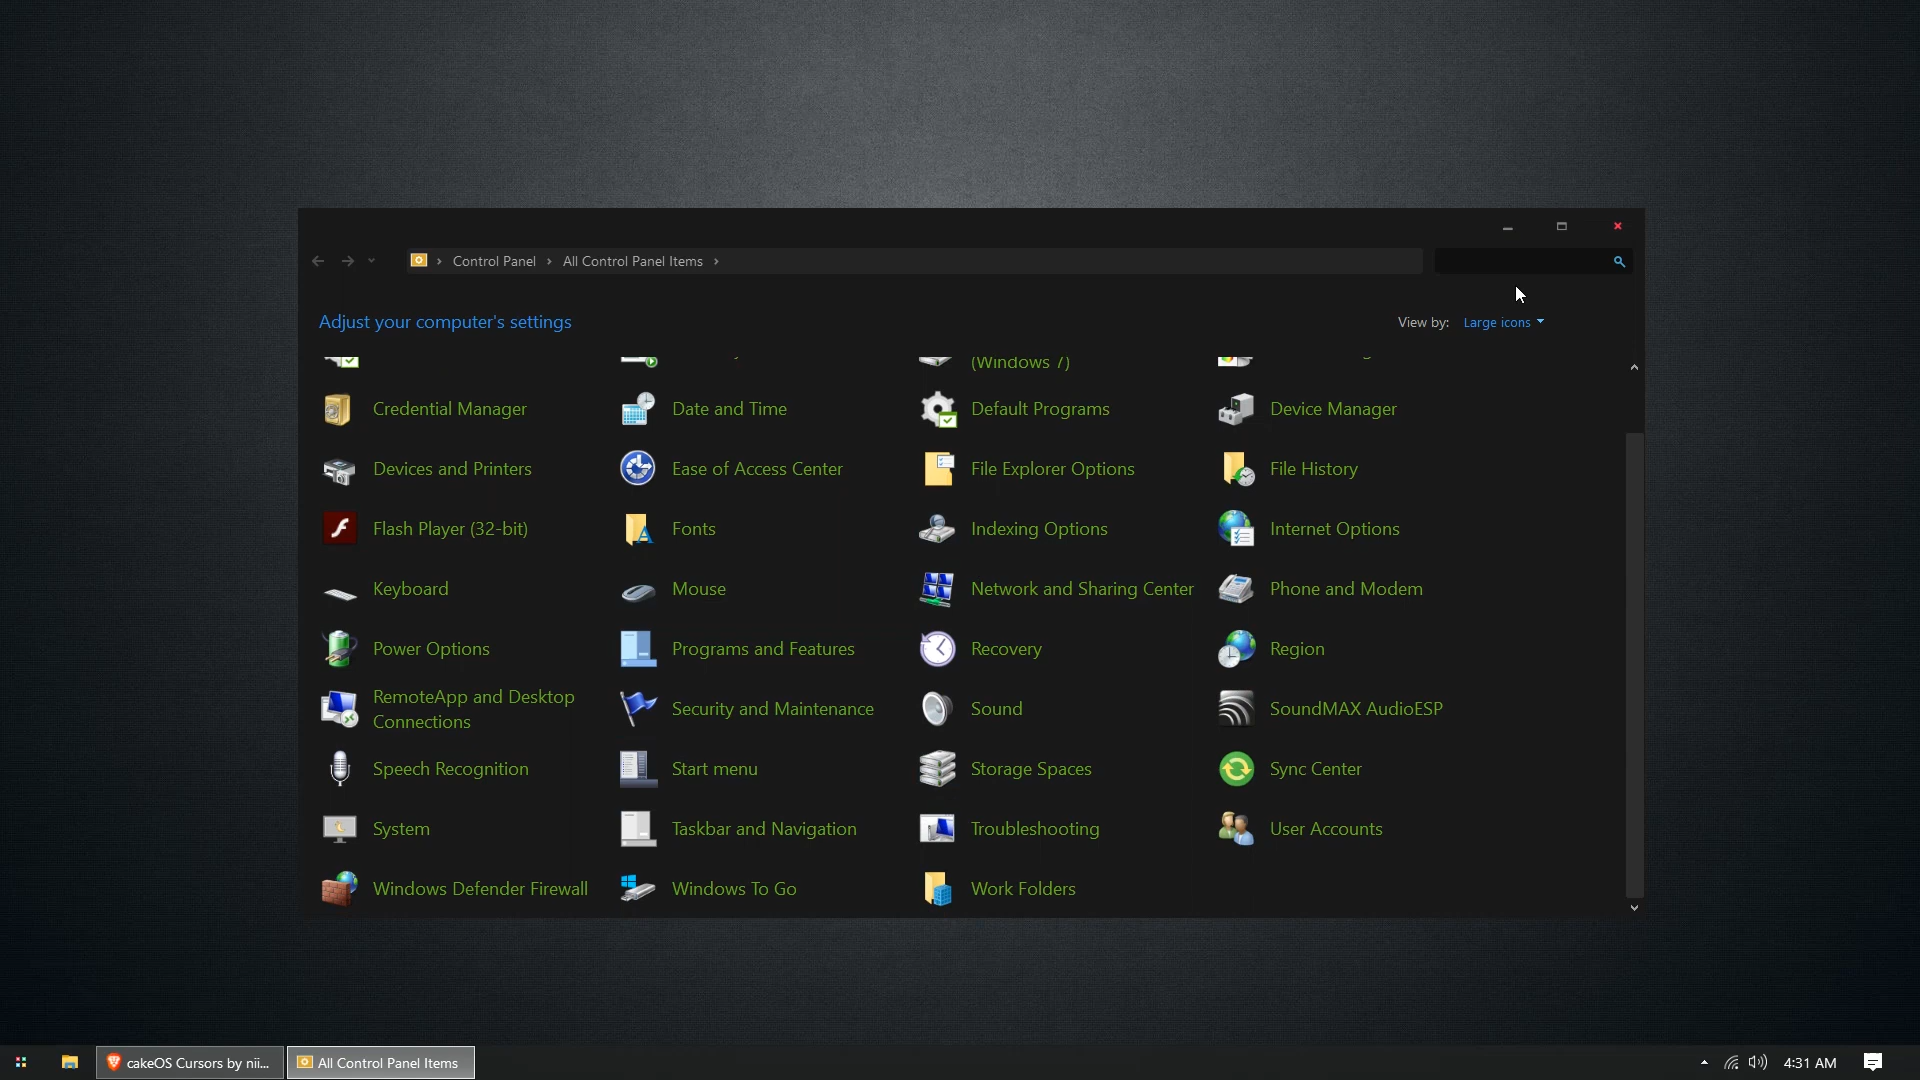 Control Panel > All Control Panel Items >
Adjust your computer's settings
View by: Large icons
(Windows 7)
Credential Manager
Date and Time
Default Programs
Device Manager
Devices and Printers
Ease of Access Center
File Explorer Options
File History
Flash Player (32-bit)
Fonts
Indexing Options
Internet Options
Keyboard
Mouse
Network and Sharing Center
Phone and Modem
Power Options
Programs and Features
Recovery
Region
RemoteApp and Desktop
Connections
Security and Maintenance
Sound
SoundMAX AudioESP
Speech Recognition
Start menu
Storage Spaces
Sync Center
System
Taskbar and Navigation
Troubleshooting
User Accounts
Windows Defender Firewall
Windows To Go
Work Folders
cakeOS Cursors by nii...
All Control Panel Items
4:31 AM